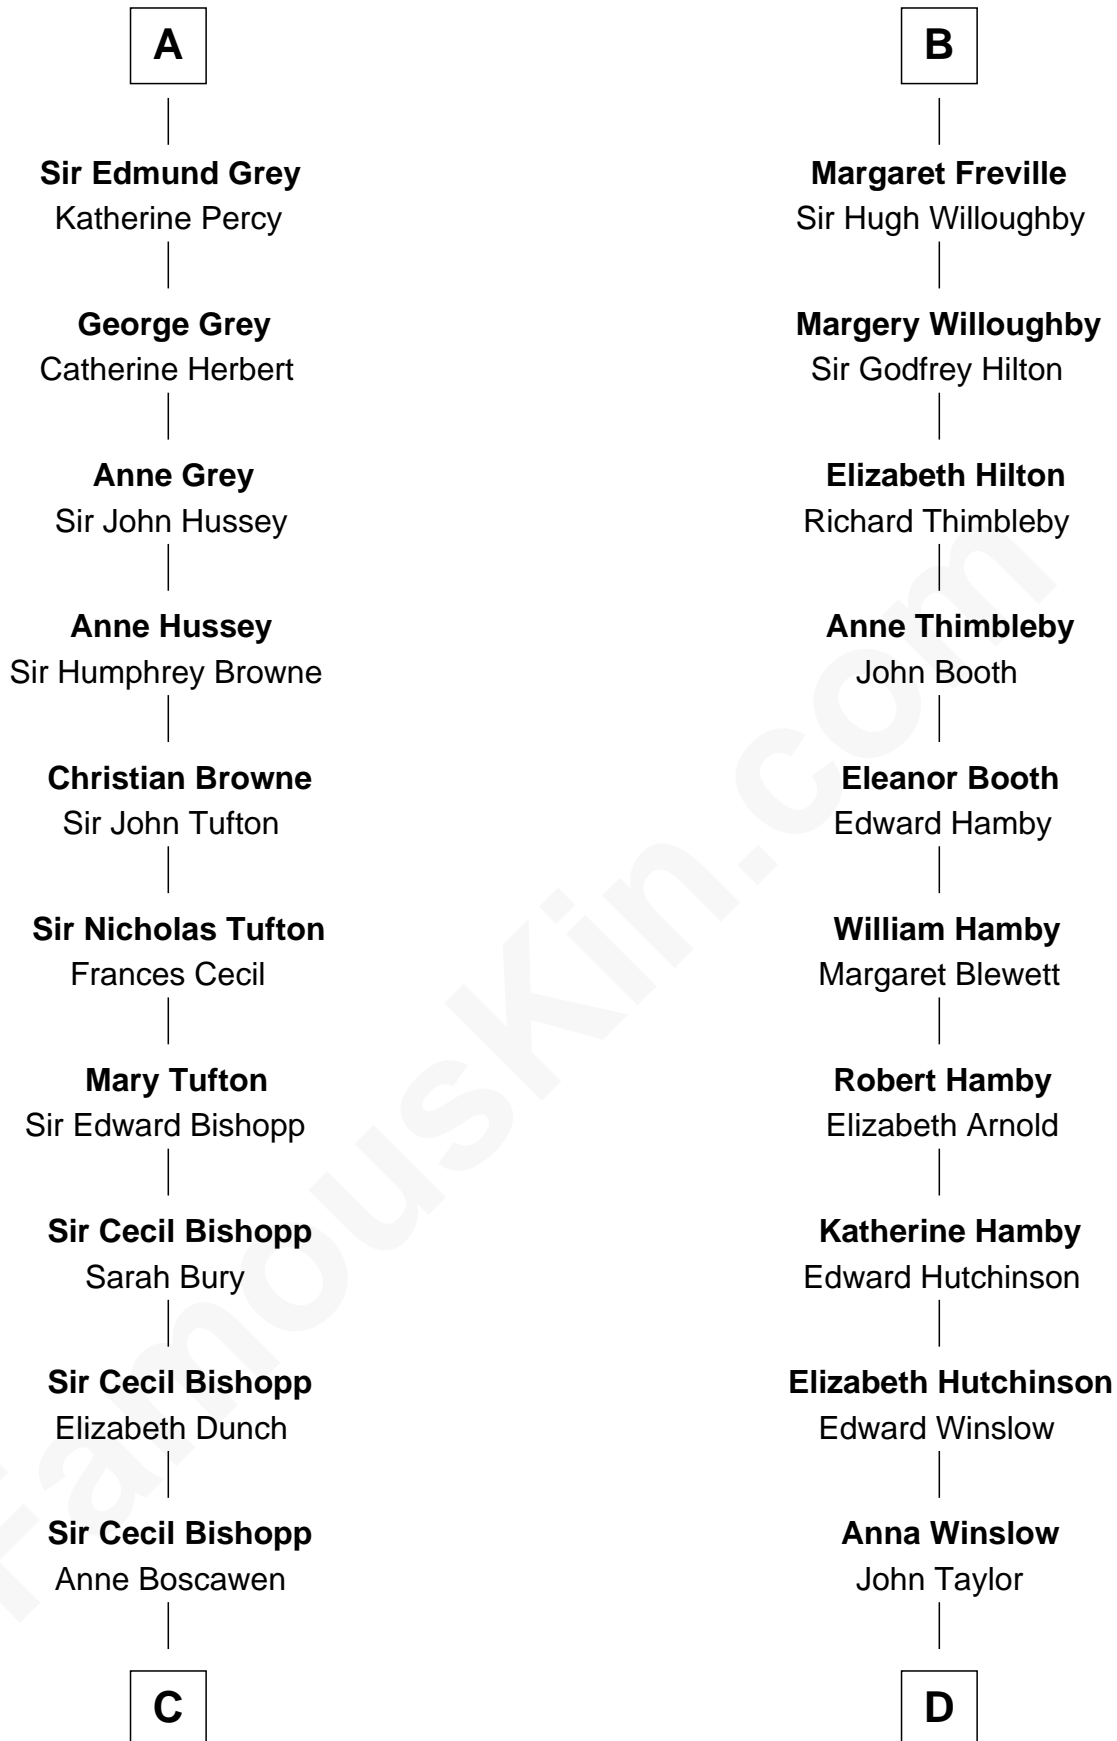 A
Sir Edmund Grey
Katherine Percy
George Grey
Catherine Herbert
Anne Grey
Sir John Hussey
Anne Hussey
Sir Humphrey Browne
Christian Browne
Sir John Tufton
Sir Nicholas Tufton
Frances Cecil
Mary Tufton
Sir Edward Bishopp
Sir Cecil Bishopp
Sarah Bury
Sir Cecil Bishopp
Elizabeth Dunch
Sir Cecil Bishopp
Anne Boscawen
C
B
Margaret Freville
Sir Hugh Willoughby
Margery Willoughby
Sir Godfrey Hilton
Elizabeth Hilton
Richard Thimbleby
Anne Thimbleby
John Booth
Eleanor Booth
Edward Hamby
William Hamby
Margaret Blewett
Robert Hamby
Elizabeth Arnold
Katherine Hamby
Edward Hutchinson
Elizabeth Hutchinson
Edward Winslow
Anna Winslow
John Taylor
D
FamousKin.com